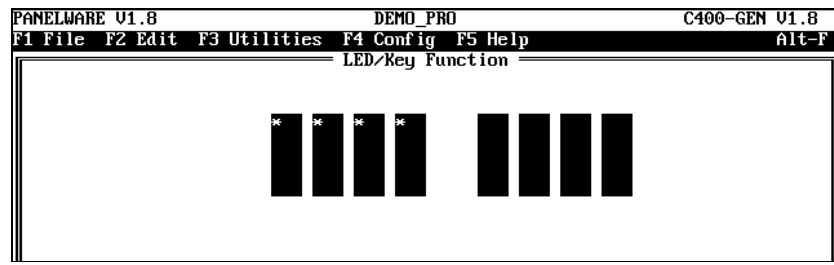 PANELWARE V1.8 DEMO_PRO C400-GEN V1.8
F1 File F2 Edit F3 Utilities F4 Config F5 Help Alt-F
LED/Key Function
* * * *